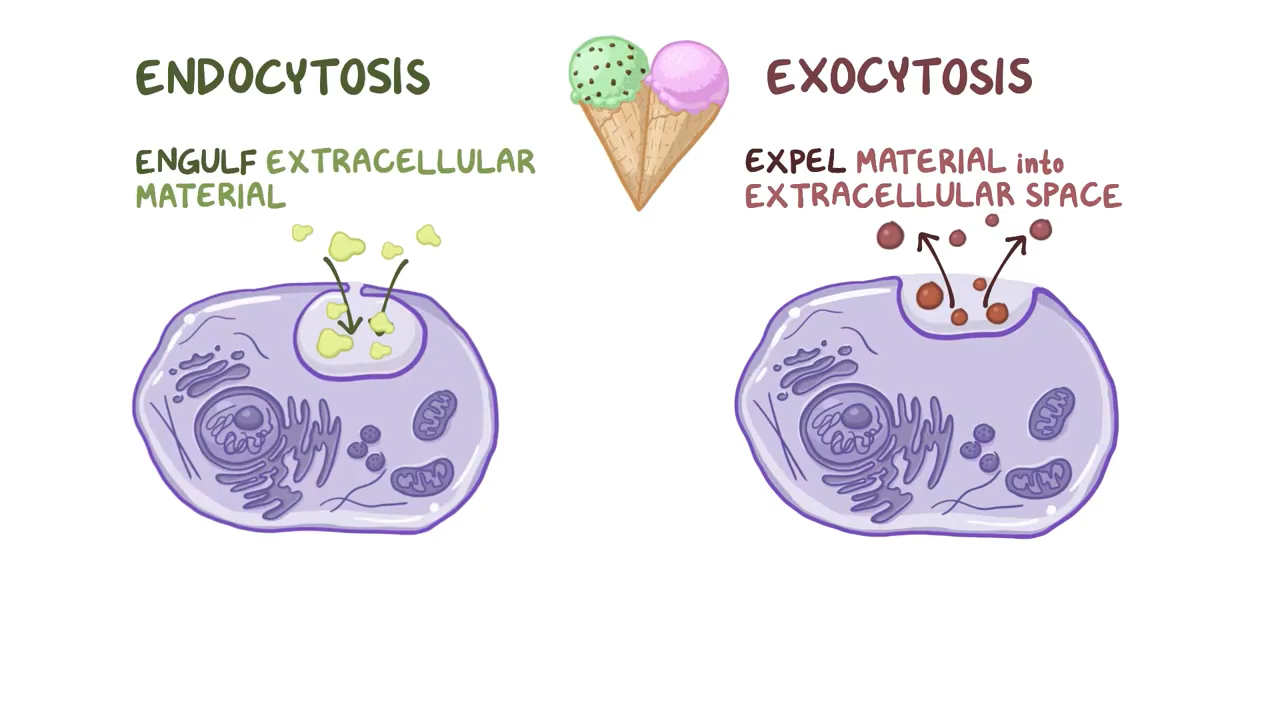 ENDOCYTOSIS
ENGULF EXTRACELLULAR
MATERIAL
EXOCYTOSIS
EXPEL MATERIAL into
EXTRACELLULAR SPACE